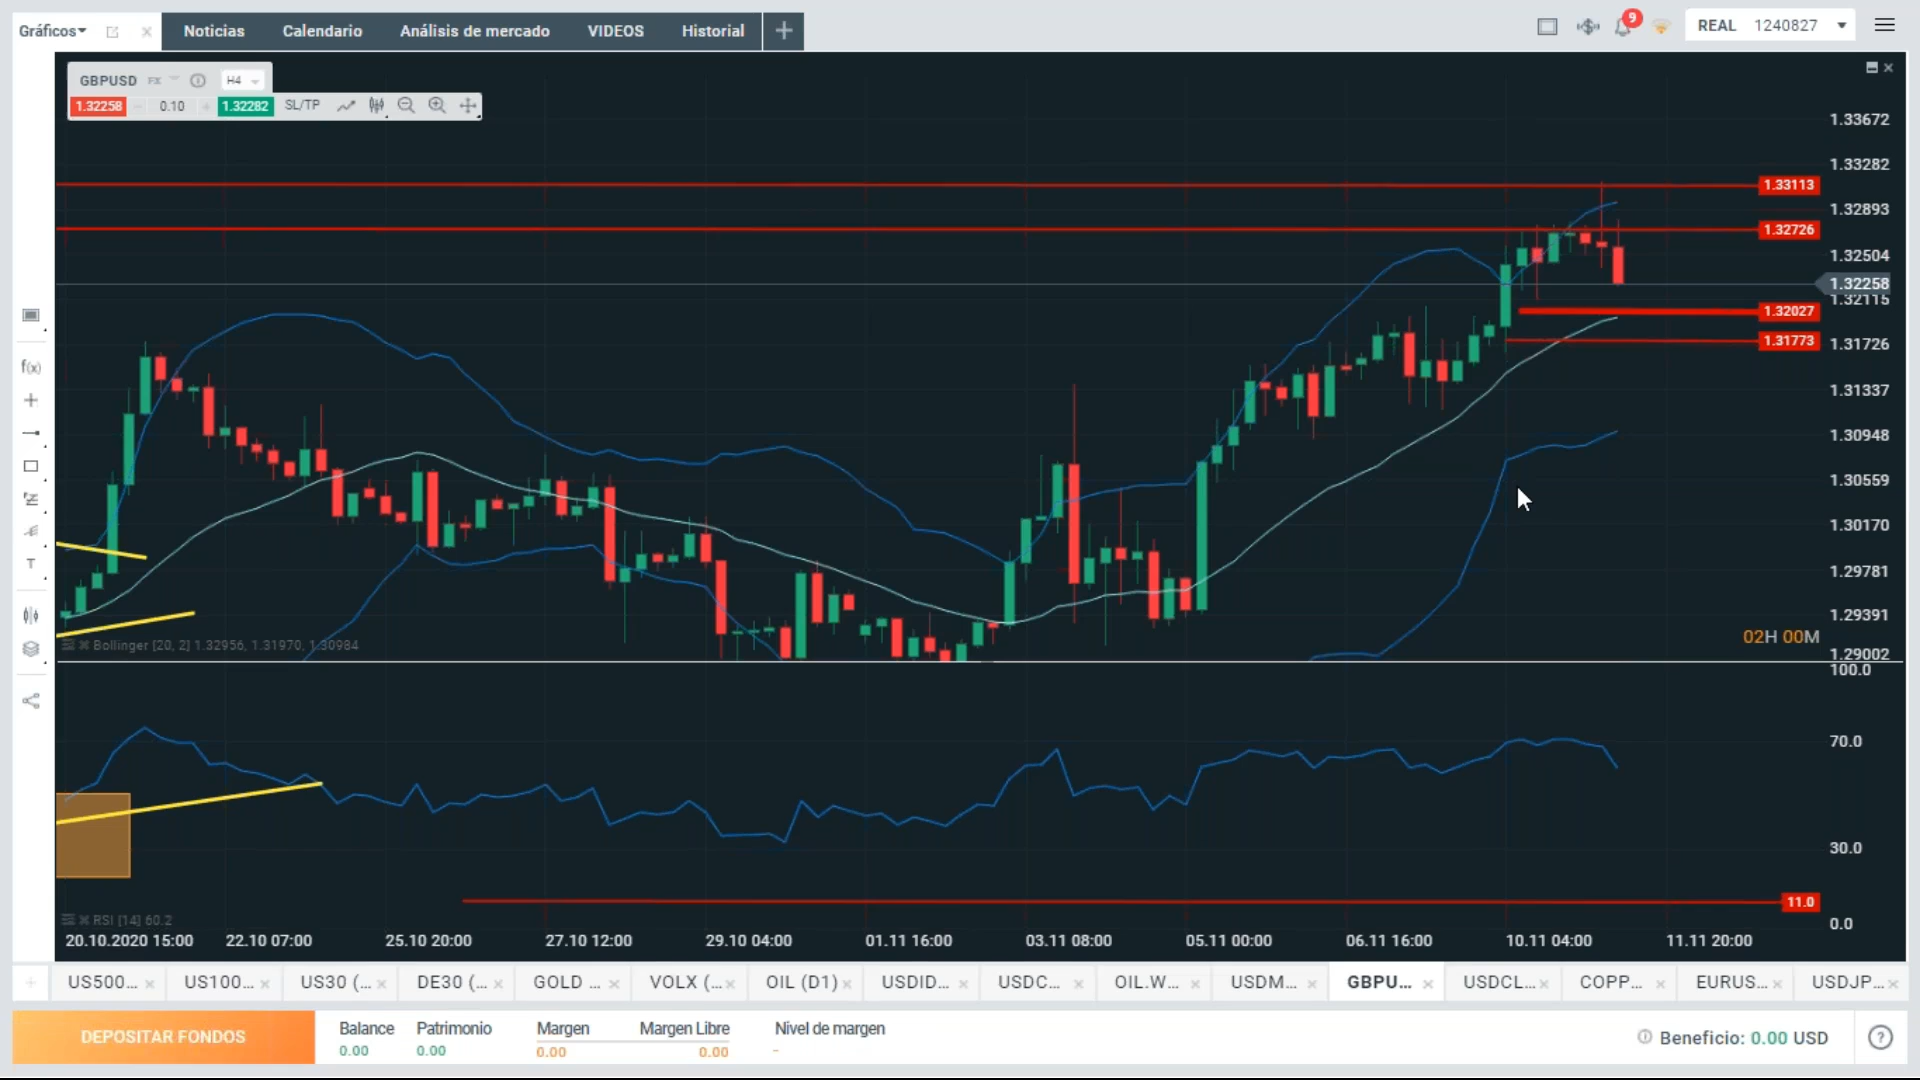 Gráficos
Noticias
Calendario
Análisis de mercado
VIDEOS
Historial
9
REAL 1240827
GBPUSD FX H4
1.32258 0.10 1.32282 SL/TP
1.33672
1.33282
1.33113
1.32893
1.32726
1.32504
1.32258
1.32115
1.32027
1.31773
1.31726
1.31337
1.30948
1.30559
1.30170
1.29781
1.29391
1.29002
f(x)
T
Bollinger [20, 2] 1.32956, 1.31970, 1.30984
02H 00M
100.0
70.0
30.0
11.0
0.0
RSI [14] 60.2
20.10.2020 15:00 22.10 07:00 25.10 20:00 27.10 12:00 29.10 04:00 01.11 16:00 03.11 08:00 05.11 00:00 06.11 16:00 10.11 04:00 11.11 20:00
US500... US100... US30 (... DE30 (... GOLD ... VOLX (... OIL (D1) USDID... USDC... OIL.W... USDM... GBPU... USDCL... COPP... EURUS... USDJP...
DEPOSITAR FONDOS
Balance Patrimonio Margen Margen Libre Nivel de margen
0.00 0.00 0.00 0.00 -
Beneficio: 0.00 USD
?